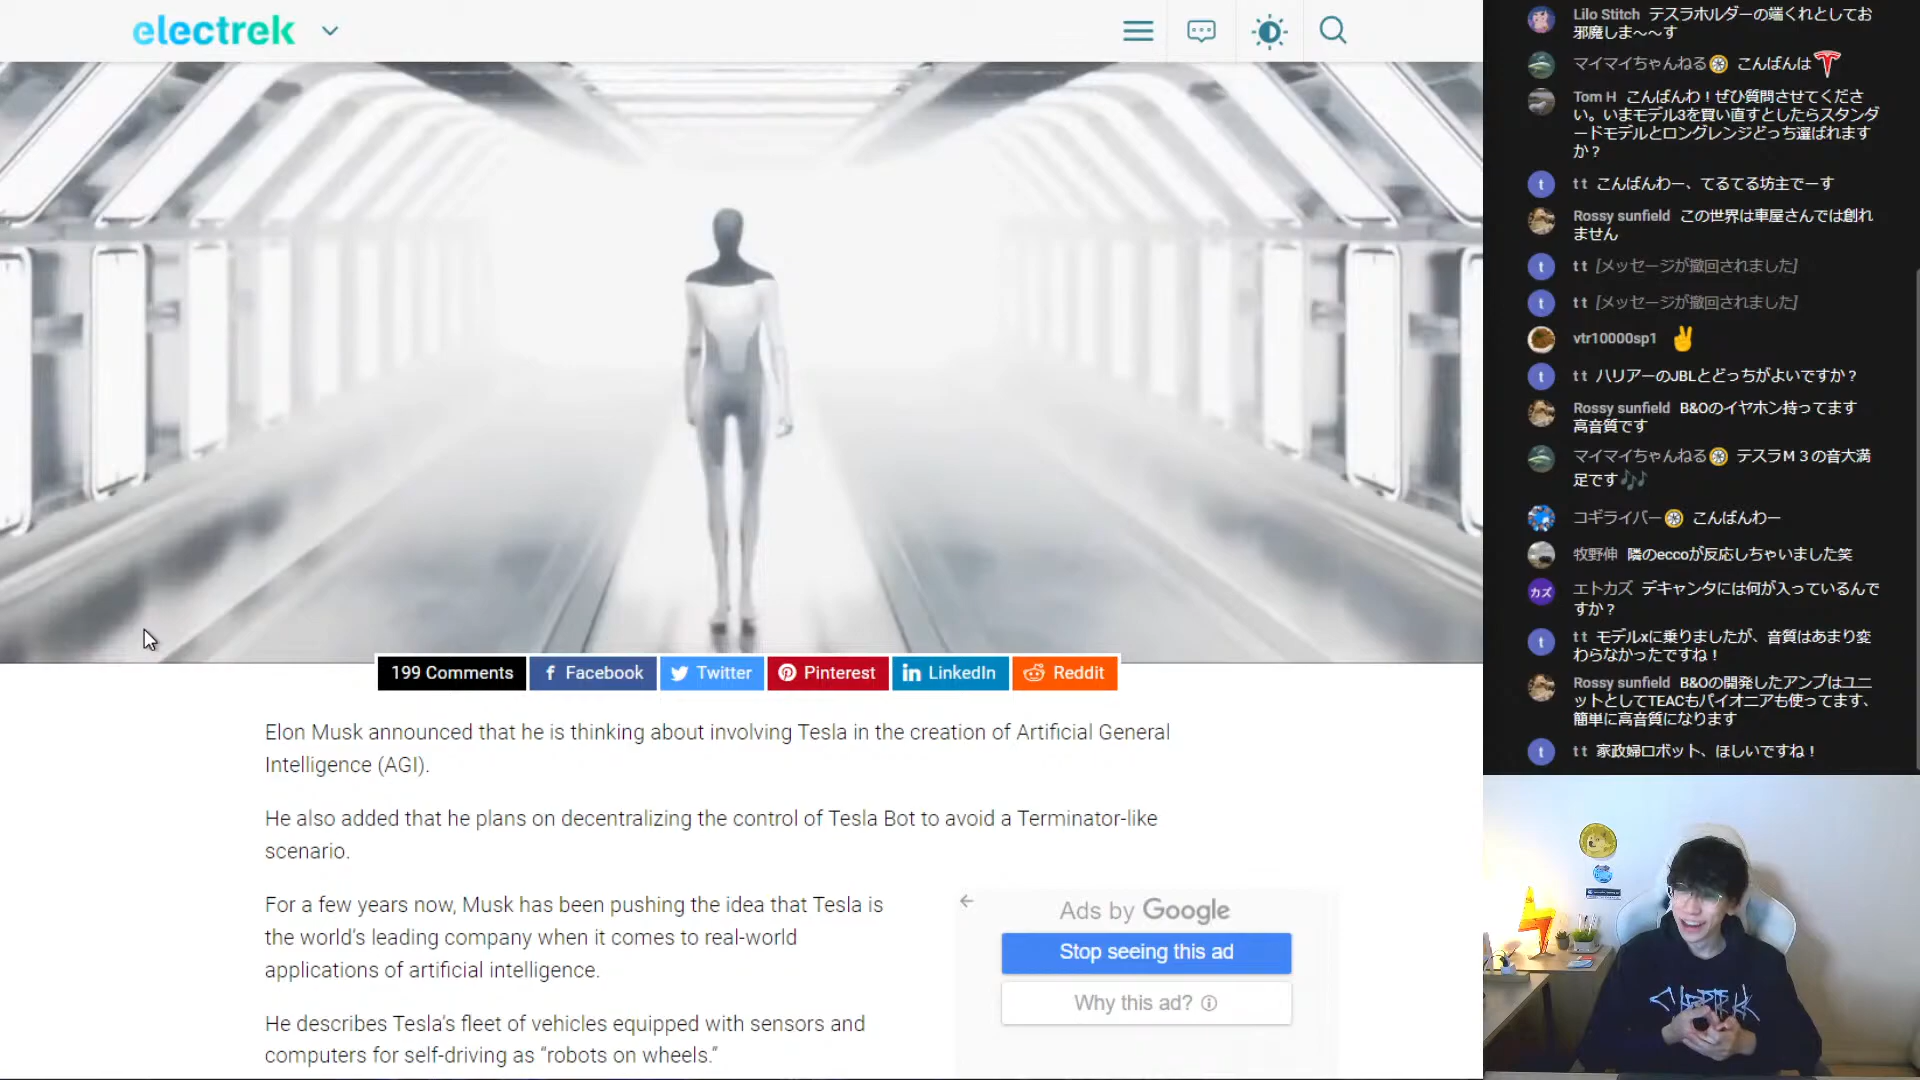 electrek
199 Comments
Facebook
Twitter
Pinterest
LinkedIn
Reddit
Elon Musk announced that he is thinking about involving Tesla in the creation of Artificial General
Intelligence (AGI).
He also added that he plans on decentralizing the control of Tesla Bot to avoid a Terminator-like
scenario.
For a few years now, Musk has been pushing the idea that Tesla is
the world's leading company when it comes to real-world
applications of artificial intelligence.
He describes Tesla's fleet of vehicles equipped with sensors and
computers for self-driving as “robots on wheels.”
Ads by Google
Stop seeing this ad
Why this ad?
Lilo Stitch テスラホルダーの端くれとしてお
邪魔しま〜〜す
マイマイちゃんねる こんばんは
Tom H こんばんわ！ぜひ質問させてくださ
い。いまモデル3を買い直すとしたらスタンダ
ードモデルとロングレンジどっち選ばれます
か？
t t t こんばんわー、てるてる坊主でーす
Rossy sunfield この世界は車屋さんでは創れ
ません
t t t [メッセージが撤回されました]
t t t [メッセージが撤回されました]
vtr10000sp1
t t t ハリアーのJBLとどっちがよいですか？
Rossy sunfield B&Oのイヤホン持ってます
高音質です
マイマイちゃんねる テスラＭ３の音大満
足です
コギライバー こんばんわー
牧野伸 隣のeccoが反応しちゃいました笑
カズ エトカズ デキャンタには何が入っているんで
すか？
t t t モデルxに乗りましたが、音質はあまり変
わらなかったですね！
Rossy sunfield B&Oの開発したアンプはユニ
ットとしてTEACもパイオニアも使ってます、
簡単に高音質になります
t t t 家政婦ロボット、ほしいですね！